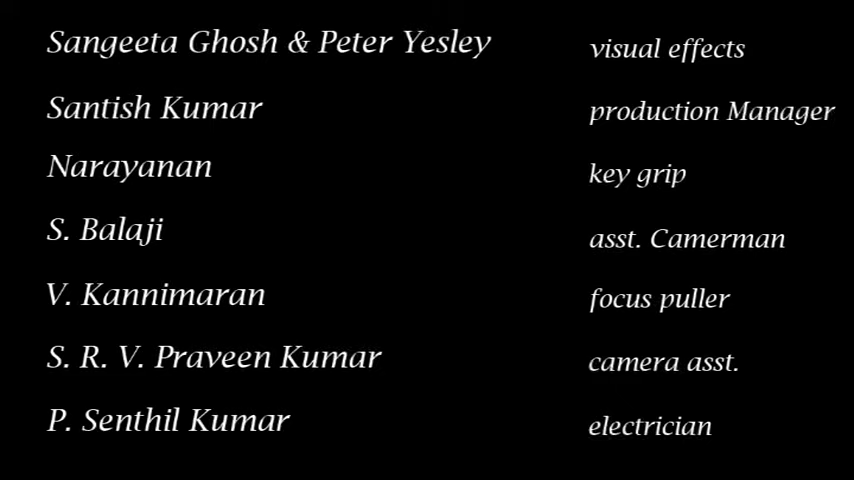 Sangeeta Ghosh & Peter Yesley visual effects
Santish Kumar production Manager
Narayanan key grip
S. Balaji asst. Camerman
V. Kannimaran focus puller
S. R. V. Praveen Kumar camera asst.
P. Senthil Kumar electrician